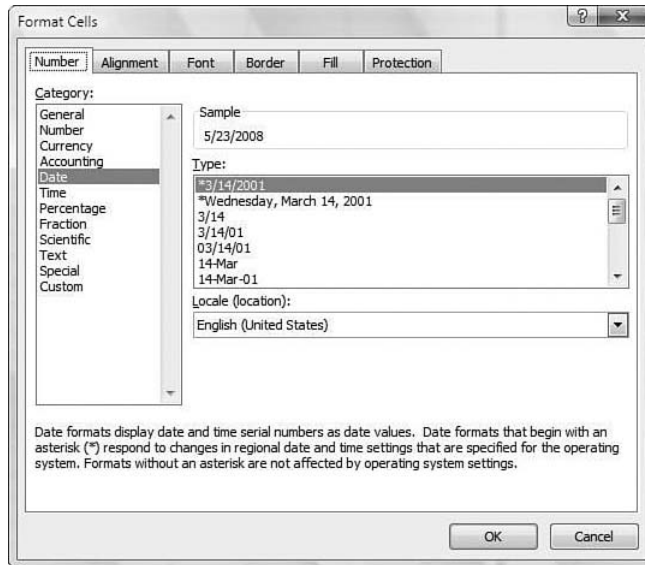 Format Cells
?
X
Number
Alignment
Font
Border
Fill
Protection
Category:
General
Number
Currency
Accounting
Date
Time
Percentage
Fraction
Scientific
Text
Special
Custom
Sample
5/23/2008
Type:
*3/14/2001
*Wednesday, March 14, 2001
3/14
3/14/01
03/14/01
14-Mar
14-Mar-01
Locale (location):
English (United States)
Date formats display date and time serial numbers as date values. Date formats that begin with an
asterisk (*) respond to changes in regional date and time settings that are specified for the operating
system. Formats without an asterisk are not affected by operating system settings.
OK
Cancel